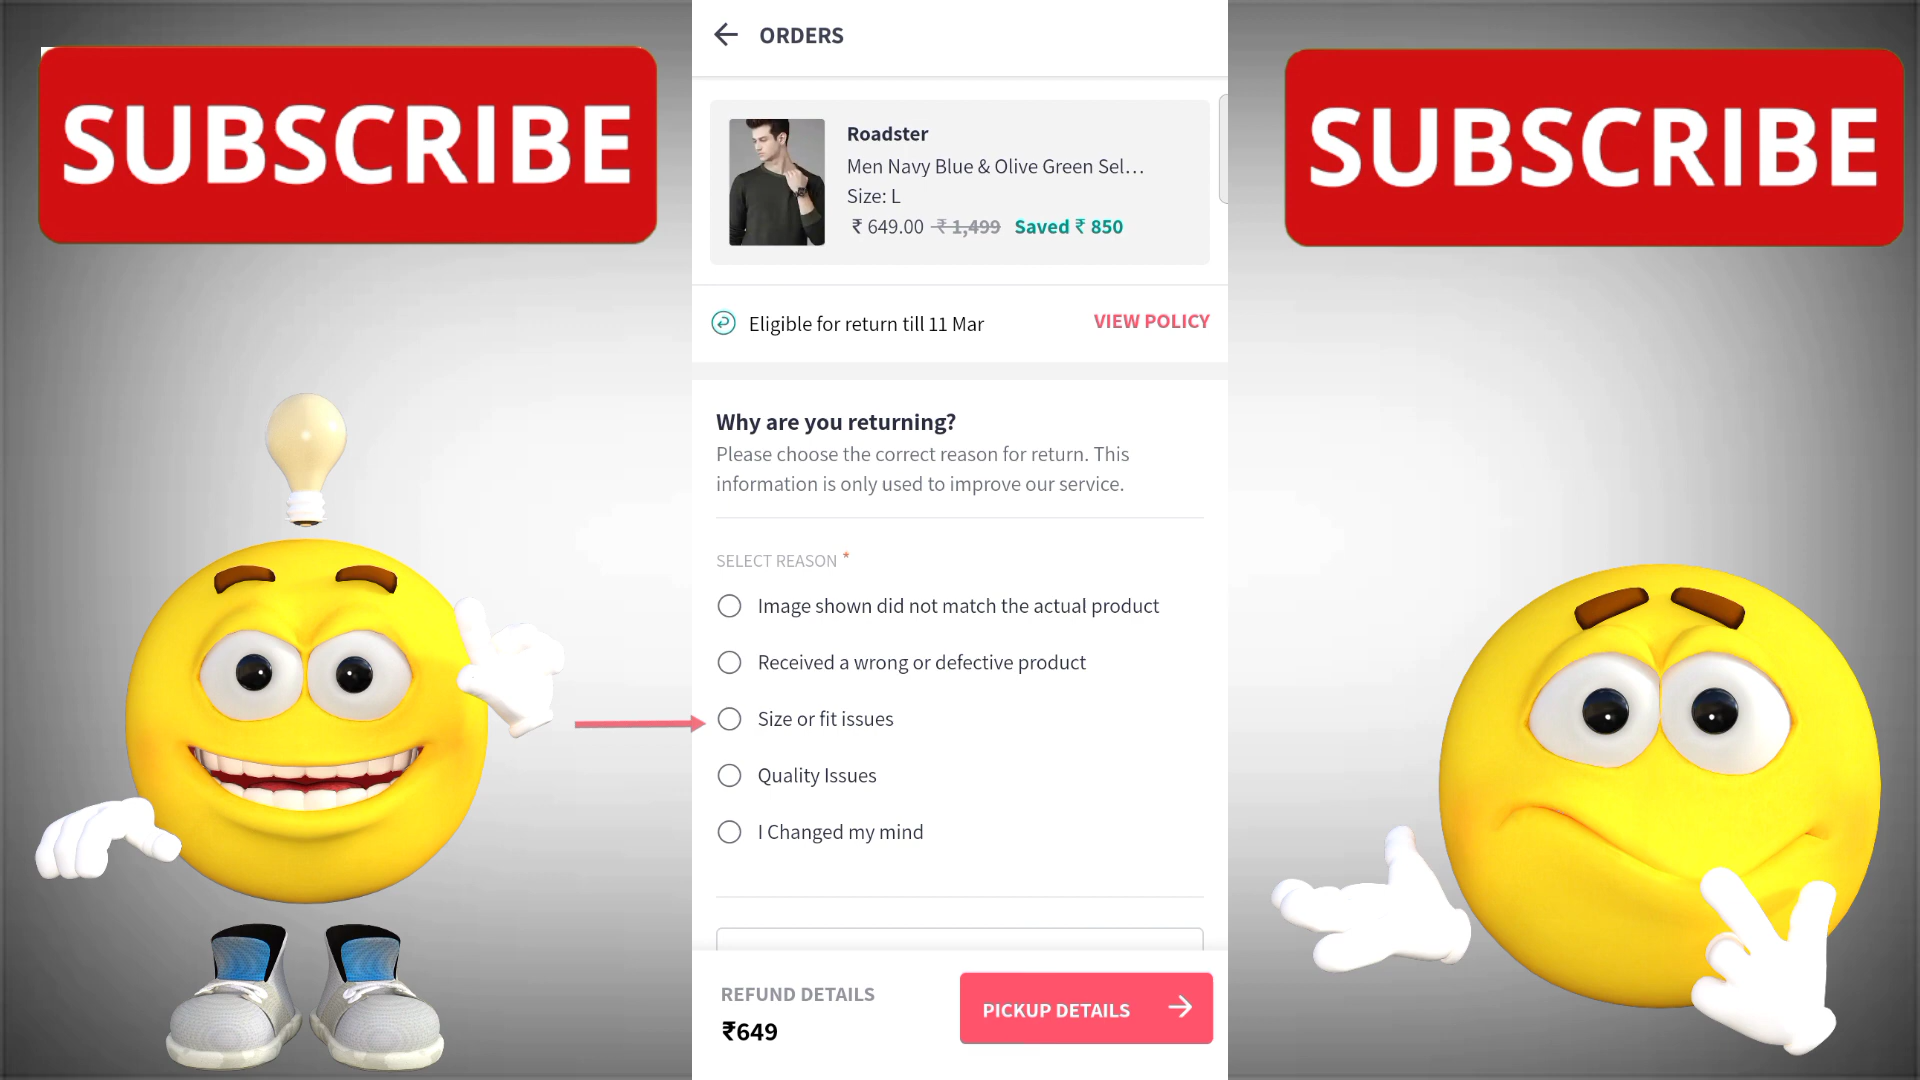 SUBSCRIBE
ORDERS
SUBSCRIBE
Roadster
Men Navy Blue & Olive Green Sel...
Size: L
₹ 649.00 ₹ 1,499 Saved ₹ 850
Eligible for return till 11 Mar
VIEW POLICY
Why are you returning?
Please choose the correct reason for return. This
information is only used to improve our service.
SELECT REASON *
Image shown did not match the actual product
Received a wrong or defective product
Size or fit issues
Quality Issues
I Changed my mind
REFUND DETAILS
₹649
PICKUP DETAILS